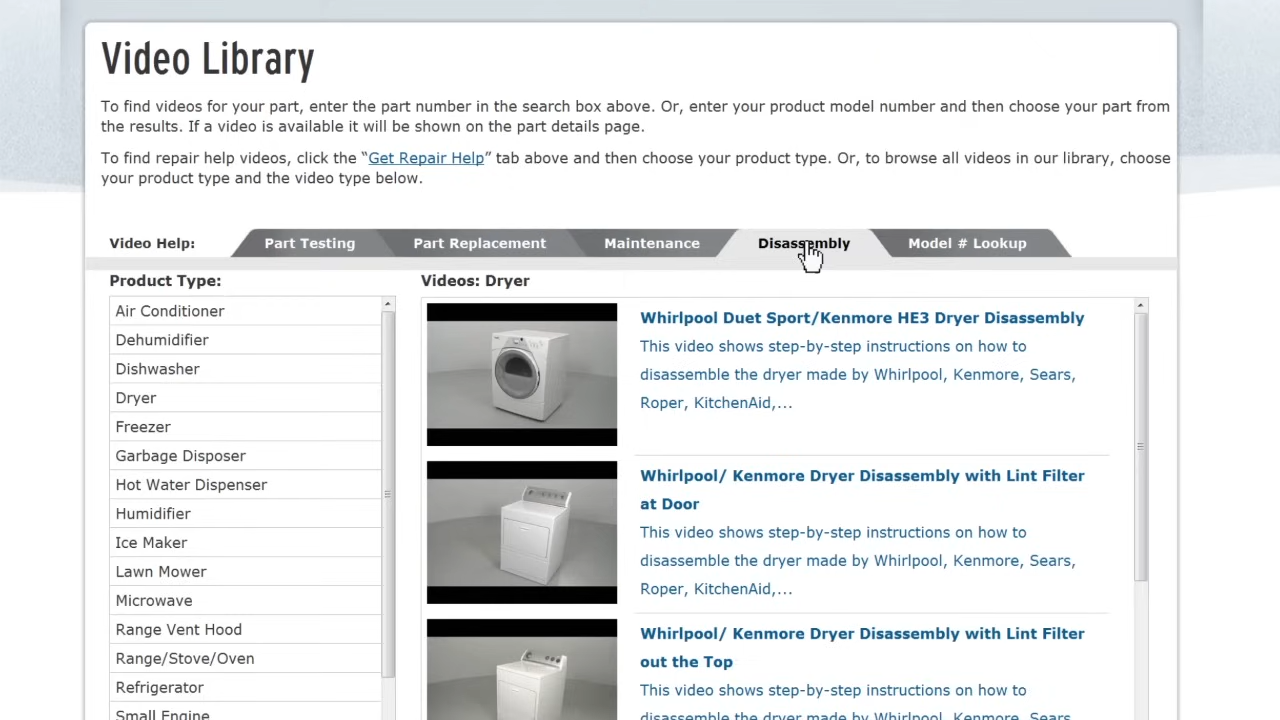 Video Library
To find videos for your part, enter the part number in the search box above. Or, enter your product model number and then choose your part from
the results. If a video is available it will be shown on the part details page.
To find repair help videos, click the “Get Repair Help” tab above and then choose your product type. Or, to browse all videos in our library, choose
your product type and the video type below.
Video Help: Part Testing Part Replacement Maintenance Disassembly Model # Lookup
Product Type:
Air Conditioner
Dehumidifier
Dishwasher
Dryer
Freezer
Garbage Disposer
Hot Water Dispenser
Humidifier
Ice Maker
Lawn Mower
Microwave
Range Vent Hood
Range/Stove/Oven
Refrigerator
Small Engine
Videos: Dryer
Whirlpool Duet Sport/Kenmore HE3 Dryer Disassembly
This video shows step-by-step instructions on how to
disassemble the dryer made by Whirlpool, Kenmore, Sears,
Roper, KitchenAid,...
Whirlpool/ Kenmore Dryer Disassembly with Lint Filter
at Door
This video shows step-by-step instructions on how to
disassemble the dryer made by Whirlpool, Kenmore, Sears,
Roper, KitchenAid,...
Whirlpool/ Kenmore Dryer Disassembly with Lint Filter
out the Top
This video shows step-by-step instructions on how to
disassemble the dryer made by Whirlpool, Kenmore, Sears